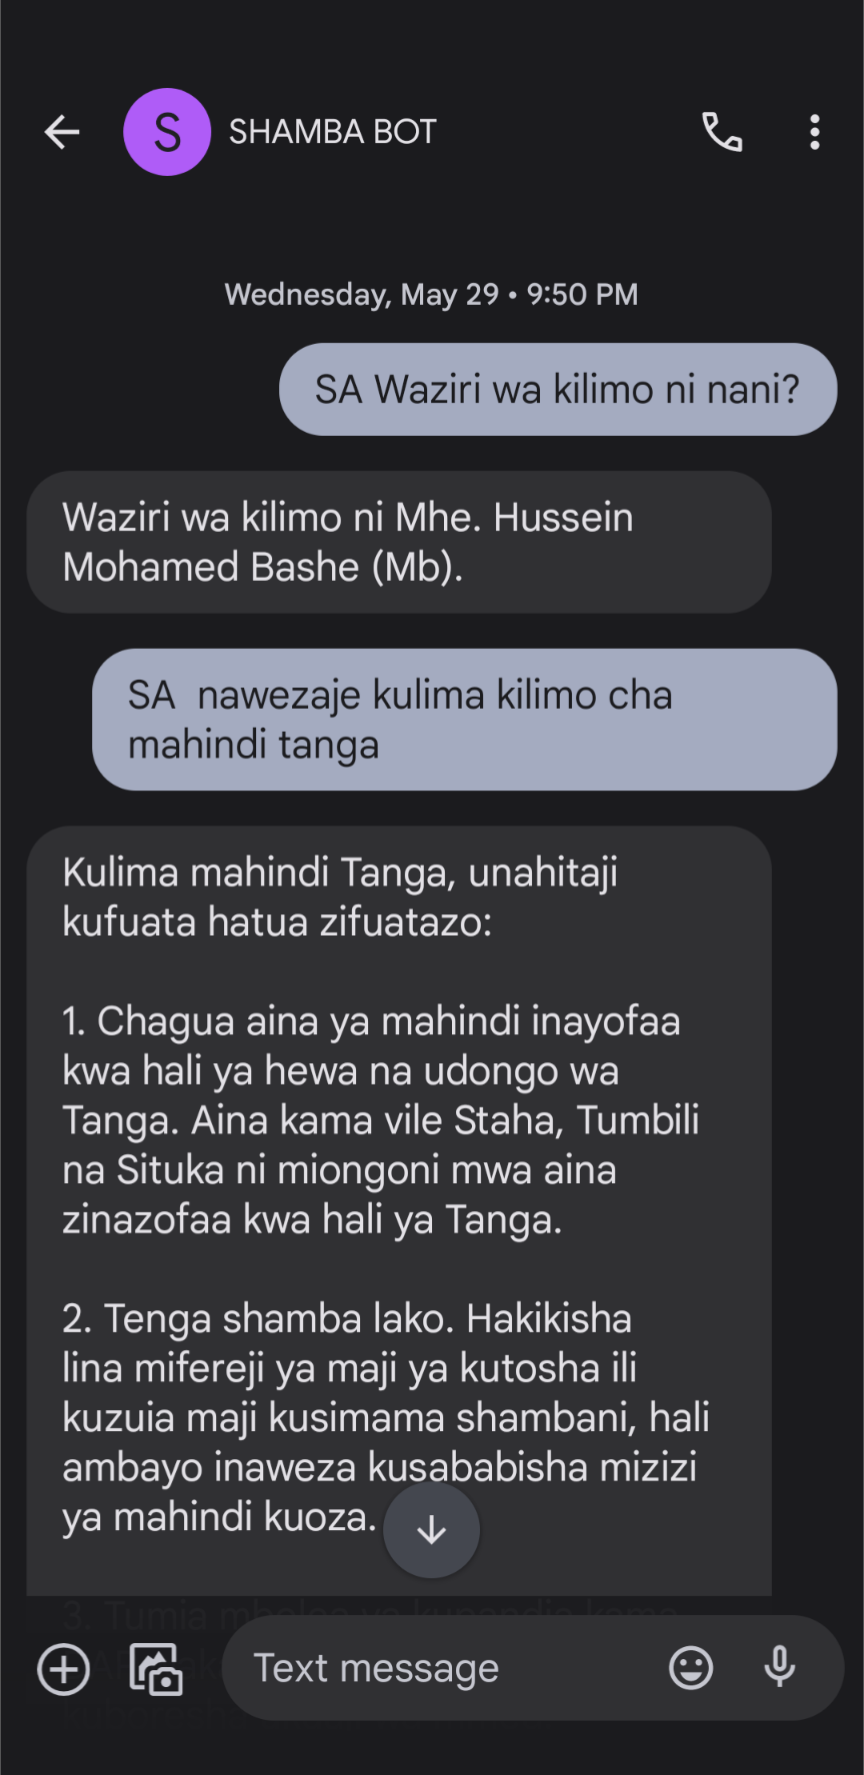 S SHAMBA BOT
Wednesday, May 29 • 9:50 PM
SA Waziri wa kilimo ni nani?
Waziri wa kilimo ni Mhe. Hussein
Mohamed Bashe (Mb).
SA  nawezaje kulima kilimo cha
mahindi tanga
Kulima mahindi Tanga, unahitaji
kufuata hatua zifuatazo:
1. Chagua aina ya mahindi inayofaa
kwa hali ya hewa na udongo wa
Tanga. Aina kama vile Staha, Tumbili
na Situka ni miongoni mwa aina
zinazofaa kwa hali ya Tanga.
2. Tenga shamba lako. Hakikisha
lina mifereji ya maji ya kutosha ili
kuzuia maji kusimama shambani, hali
ambayo inaweza kusababisha mizizi
ya mahindi kuoza.
3. Tumia mbolea ya kupandia kama
Text message